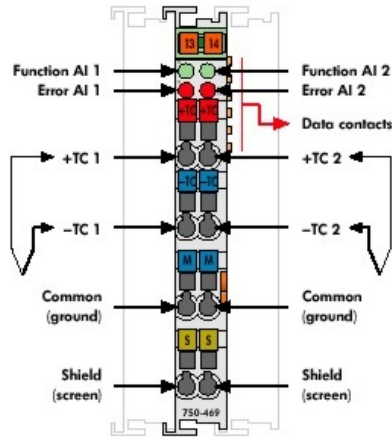 13 14
Function AI 1
Function AI 2
Error AI 1
Error AI 2
+TC +TC
Data contacts
+TC 1
+TC 2
-TC -TC
–TC 1
–TC 2
M M
Common
(ground)
Common
(ground)
S S
Shield
(screen)
Shield
(screen)
750-469